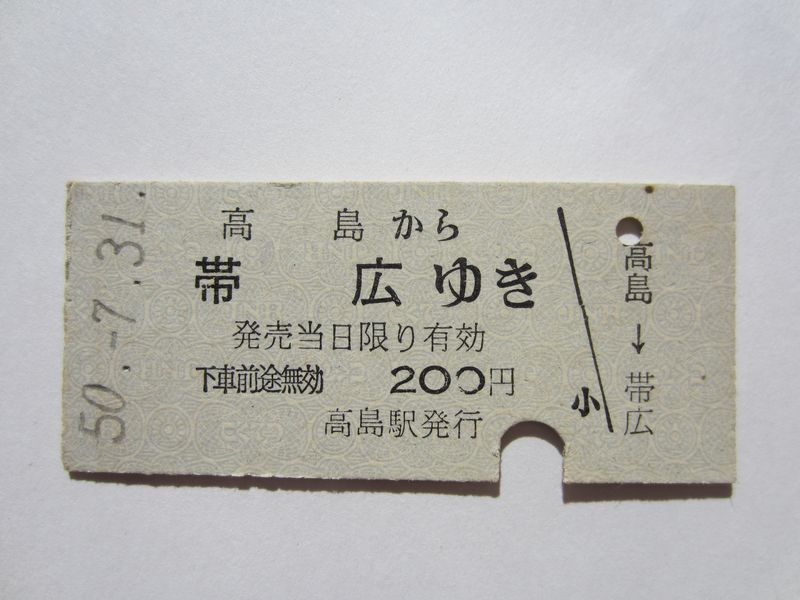 50.-7.31.
高島から
帯広ゆき
発売当日限り有効
下車前途無効 200円
高島駅発行
小
高島→帯広